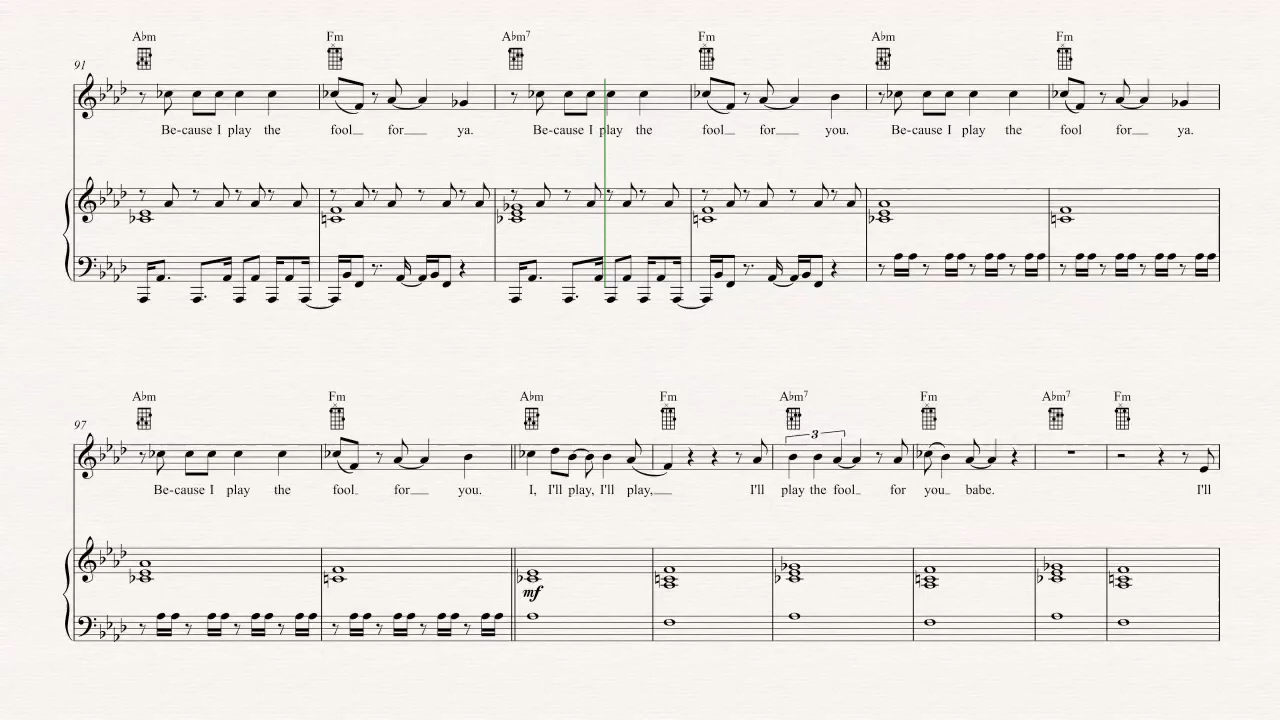 A♭m Fm A♭m7 Fm A♭m Fm
91
Be-cause I play the fool for ya. Be-cause I play the fool for you. Be-cause I play the fool for ya.
A♭m Fm A♭m Fm A♭m7 Fm A♭m7 Fm
97
3
Be-cause I play the fool for you. I, I'll play, I'll play, I'll play the fool for you babe. I'll
mf